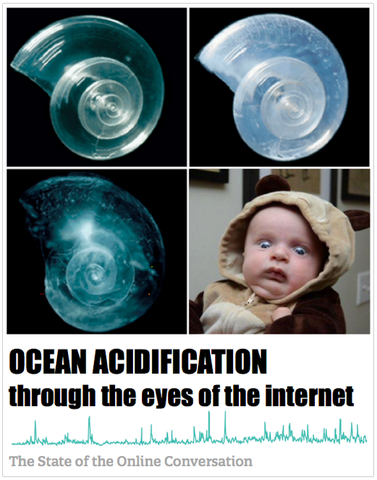 OCEAN ACIDIFICATION
through the eyes of the internet
The State of the Online Conversation